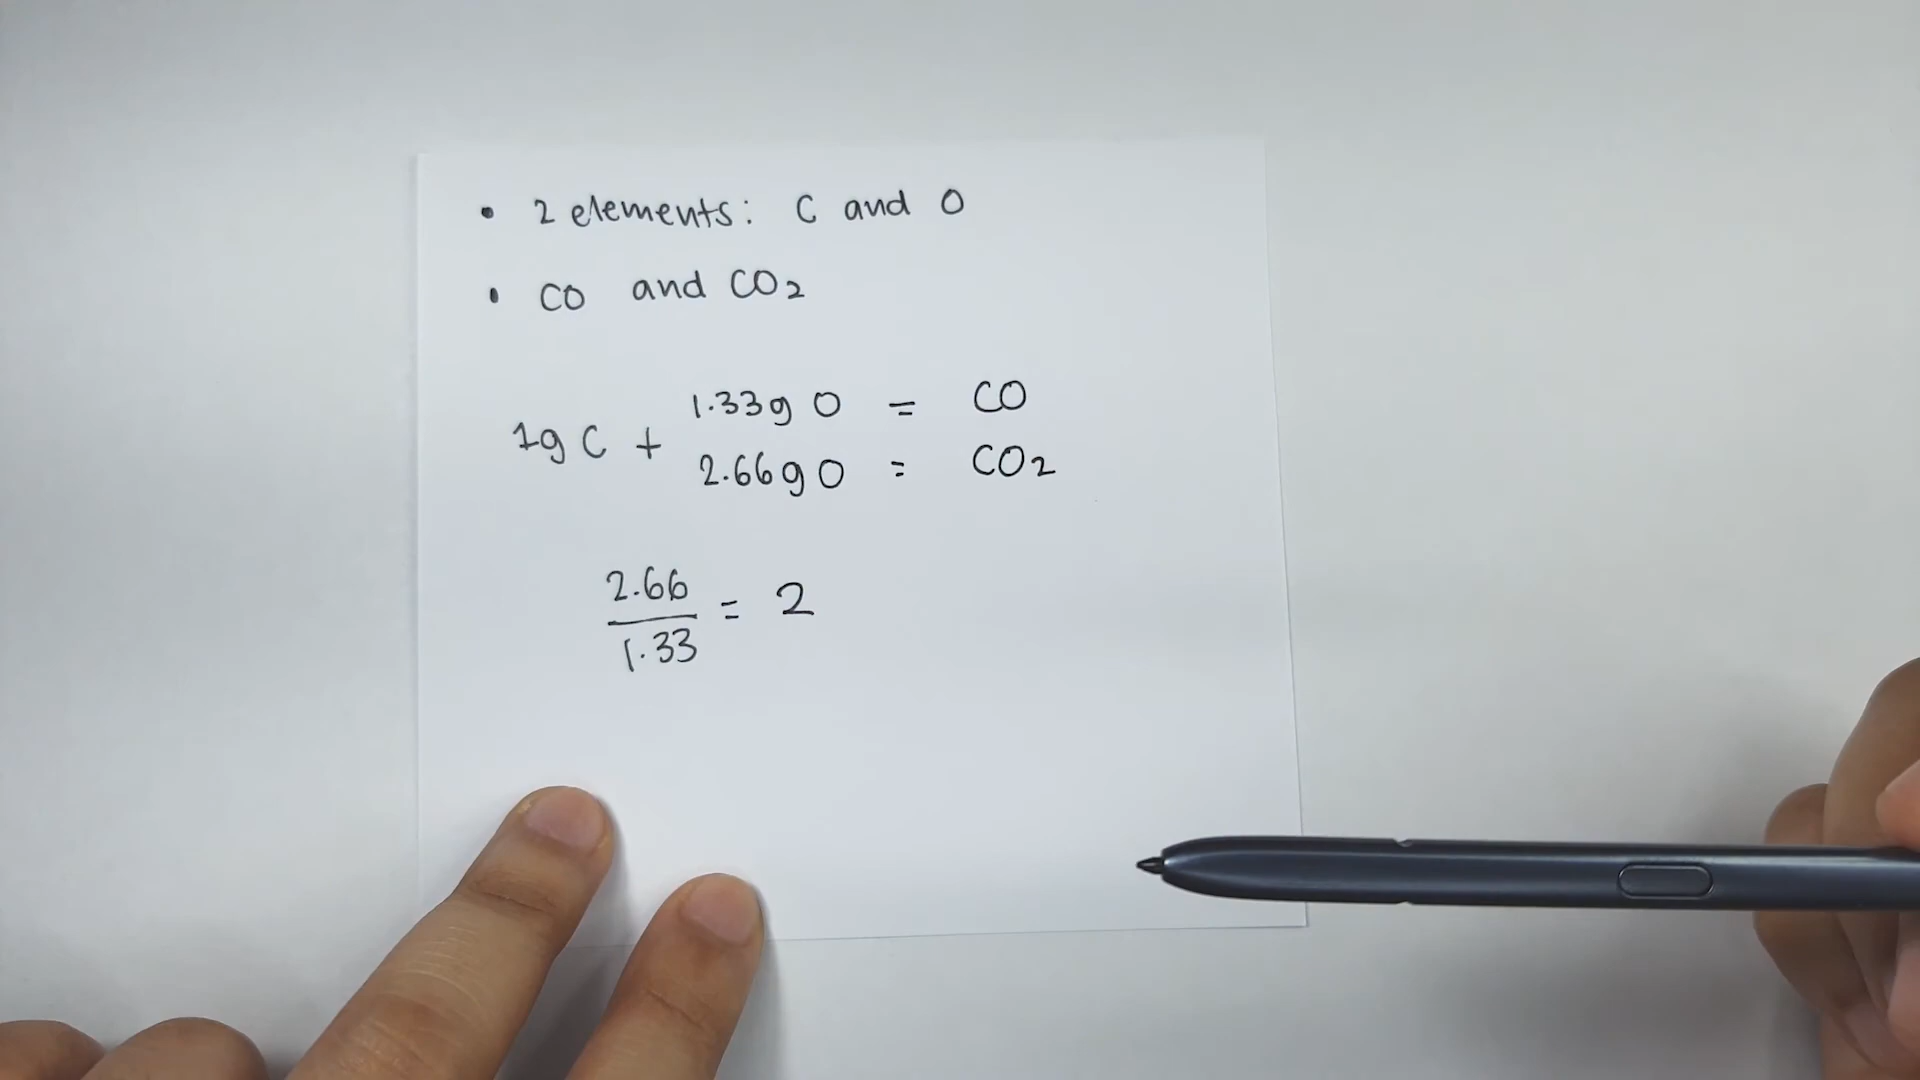 • 2 elements: C and O
• CO and CO₂
1g C + 1.33g O = CO
2.66g O = CO₂
2.66
1.33 = 2